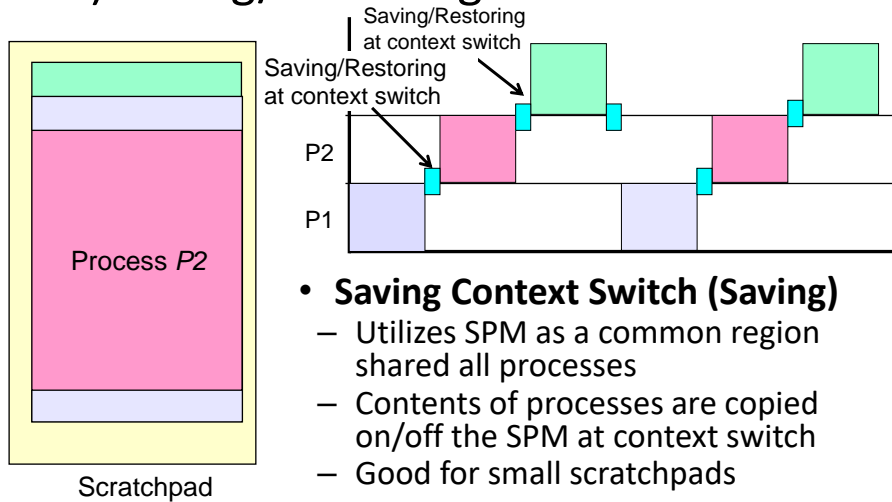 Saving/Restoring
at context switch
Saving/Restoring
at context switch
P2
P1
Process P2
Scratchpad
• Saving Context Switch (Saving)
– Utilizes SPM as a common region
shared all processes
– Contents of processes are copied
on/off the SPM at context switch
– Good for small scratchpads